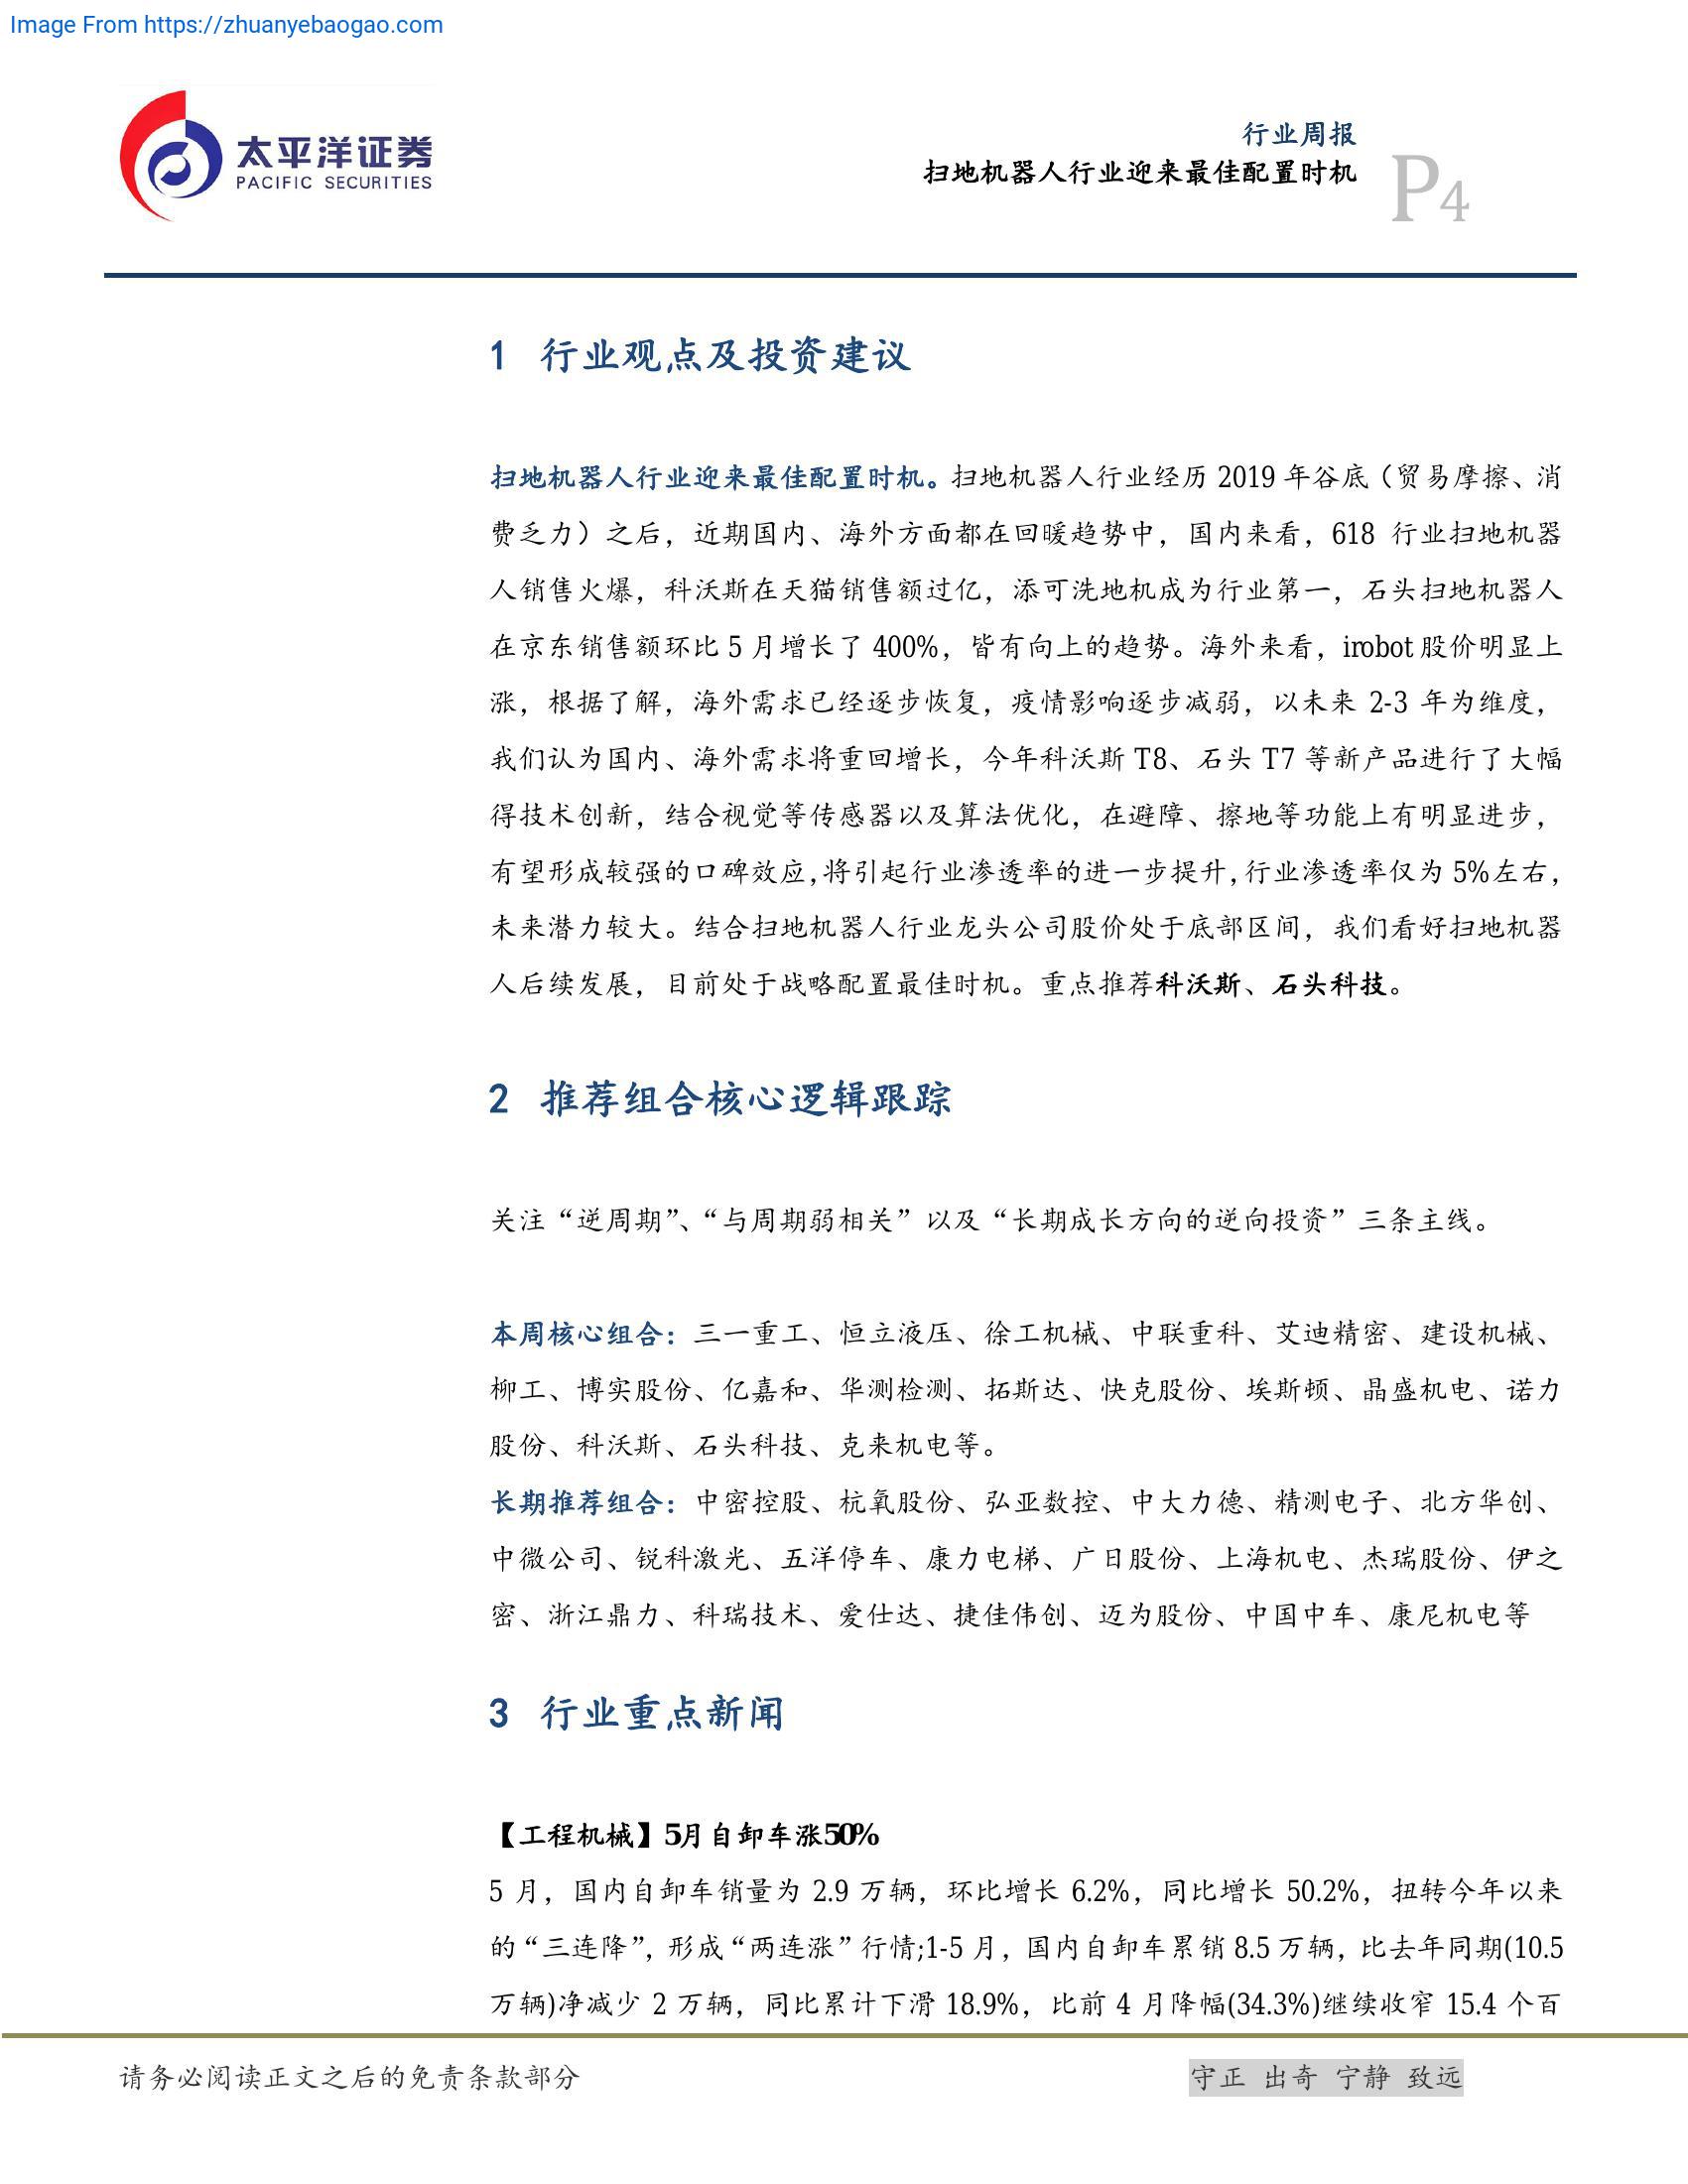 Image From https://zhuanyebaogao.com
太平洋证券
PACIFIC SECURITIES
行业周报
扫地机器人行业迎来最佳配置时机
P4
1 行业观点及投资建议
扫地机器人行业迎来最佳配置时机。扫地机器人行业经历 2019 年谷底（贸易摩擦、消
费乏力）之后，近期国内、海外方面都在回暖趋势中，国内来看，618 行业扫地机器
人销售火爆，科沃斯在天猫销售额过亿，添可洗地机成为行业第一，石头扫地机器人
在京东销售额环比 5 月增长了 400%，皆有向上的趋势。海外来看，irobot 股价明显上
涨，根据了解，海外需求已经逐步恢复，疫情影响逐步减弱，以未来 2-3 年为维度，
我们认为国内、海外需求将重回增长，今年科沃斯 T8、石头 T7 等新产品进行了大幅
得技术创新，结合视觉等传感器以及算法优化，在避障、擦地等功能上有明显进步，
有望形成较强的口碑效应,将引起行业渗透率的进一步提升,行业渗透率仅为 5%左右，
未来潜力较大。结合扫地机器人行业龙头公司股价处于底部区间，我们看好扫地机器
人后续发展，目前处于战略配置最佳时机。重点推荐科沃斯、石头科技。
2 推荐组合核心逻辑跟踪
关注“逆周期”、“与周期弱相关”以及“长期成长方向的逆向投资”三条主线。
本周核心组合：三一重工、恒立液压、徐工机械、中联重科、艾迪精密、建设机械、
柳工、博实股份、亿嘉和、华测检测、拓斯达、快克股份、埃斯顿、晶盛机电、诺力
股份、科沃斯、石头科技、克来机电等。
长期推荐组合：中密控股、杭氧股份、弘亚数控、中大力德、精测电子、北方华创、
中微公司、锐科激光、五洋停车、康力电梯、广日股份、上海机电、杰瑞股份、伊之
密、浙江鼎力、科瑞技术、爱仕达、捷佳伟创、迈为股份、中国中车、康尼机电等
3 行业重点新闻
【工程机械】5月自卸车涨50%
5 月，国内自卸车销量为 2.9 万辆，环比增长 6.2%，同比增长 50.2%，扭转今年以来
的“三连降”，形成“两连涨”行情;1-5 月，国内自卸车累销 8.5 万辆，比去年同期(10.5
万辆)净减少 2 万辆，同比累计下滑 18.9%，比前 4 月降幅(34.3%)继续收窄 15.4 个百
请务必阅读正文之后的免责条款部分
守正 出奇 宁静 致远